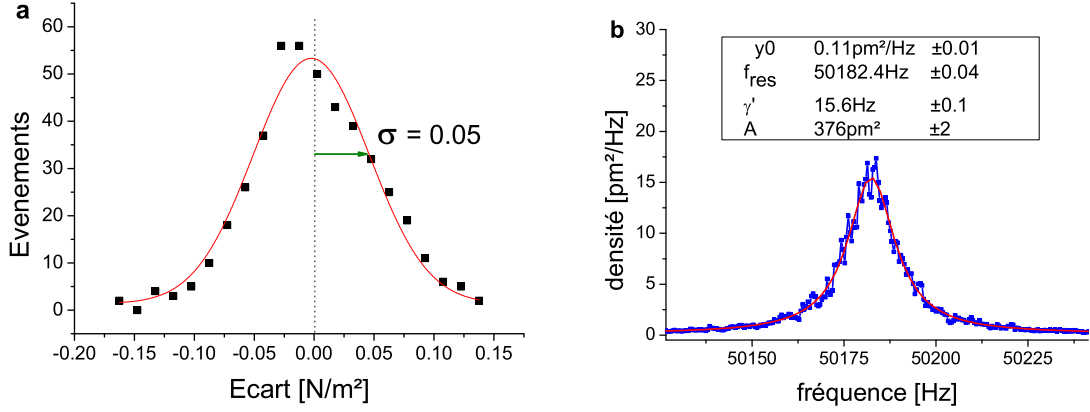 a
Evenements
60
50
40
30
20
10
0
-0.20 -0.15 -0.10 -0.05 0.00 0.05 0.10 0.15
Ecart [N/m²]
σ = 0.05
b
densité [pm²/Hz]
30
25
20
15
10
5
0
y0 0.11pm²/Hz ±0.01
fres 50182.4Hz ±0.04
γ' 15.6Hz ±0.1
A 376pm² ±2
50150 50175 50200 50225
fréquence [Hz]